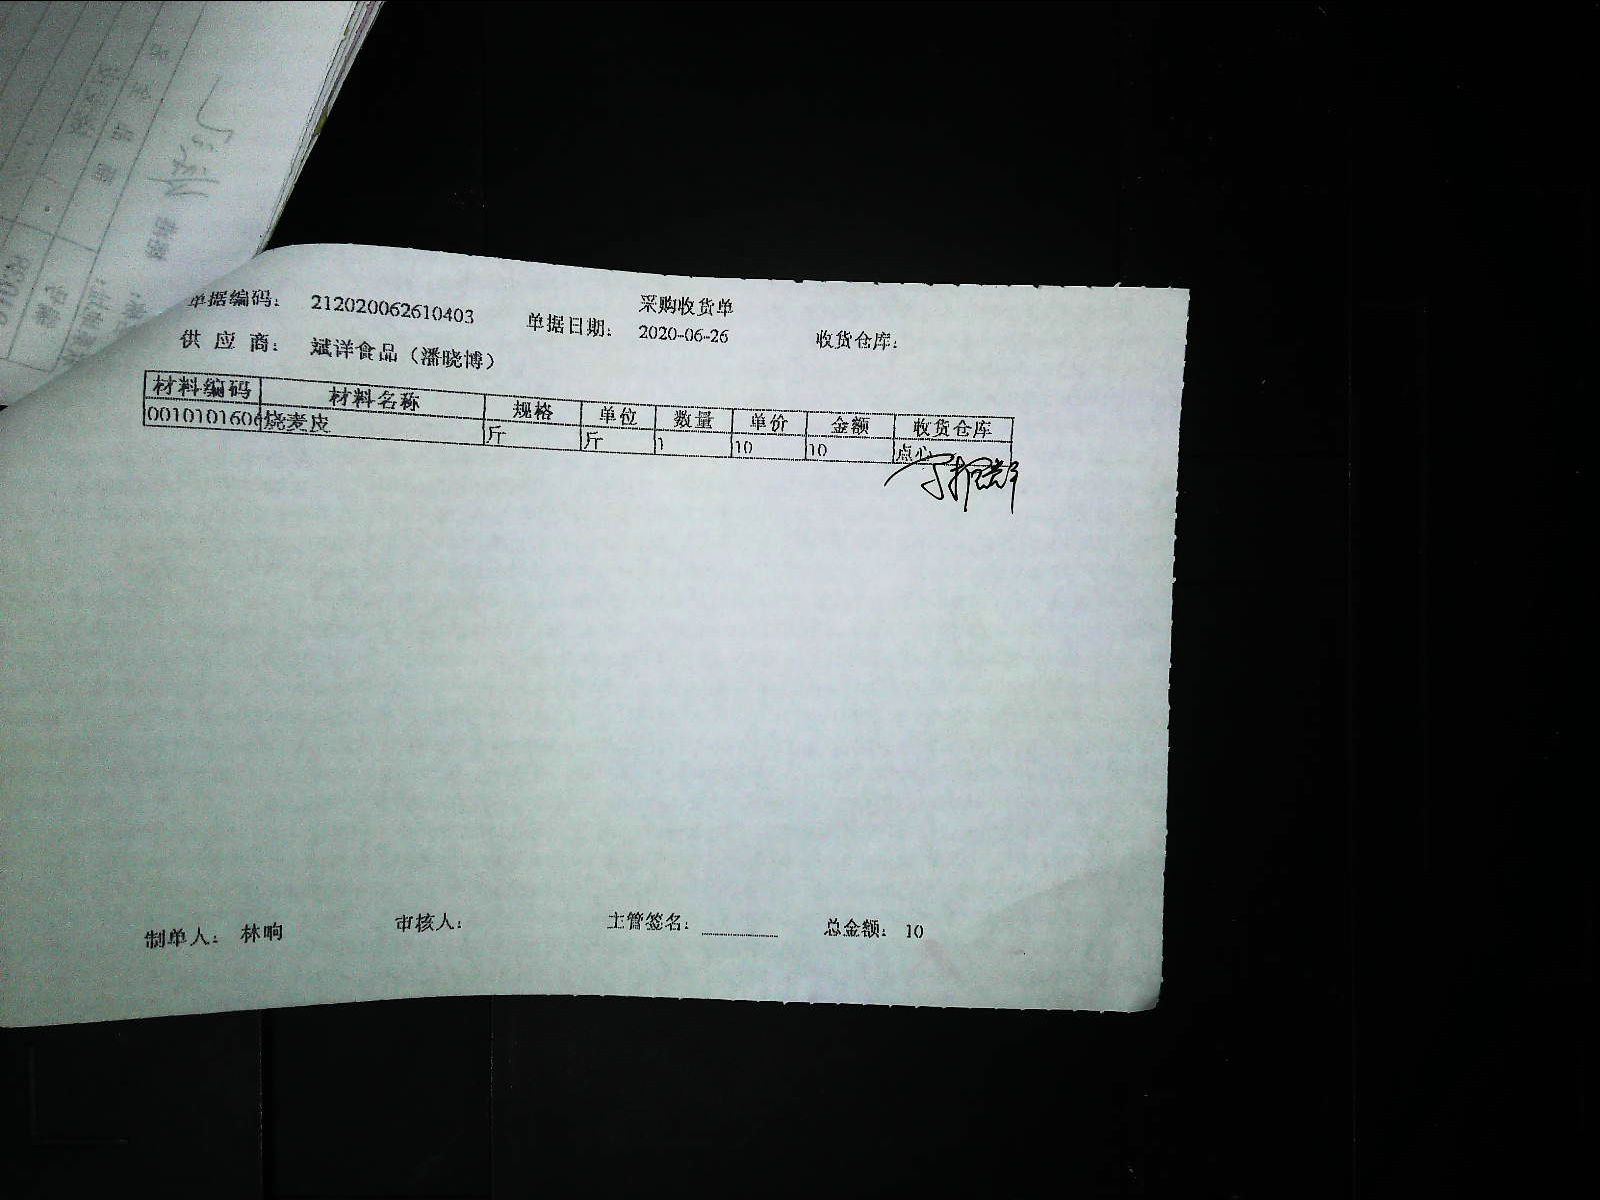 采购收货单
单据编码： 212020062610403 单据日期： 2020-06-26 收货仓库：
供 应 商： 斌洋食品（潘晓博）
材料编码 材料名称 规格 单位 数量 单价 金额 收货仓库
0010101606 烧麦皮 斤 斤 1 10 10 点心
制单人： 林响 审核人： 主管签名： 总金额： 10